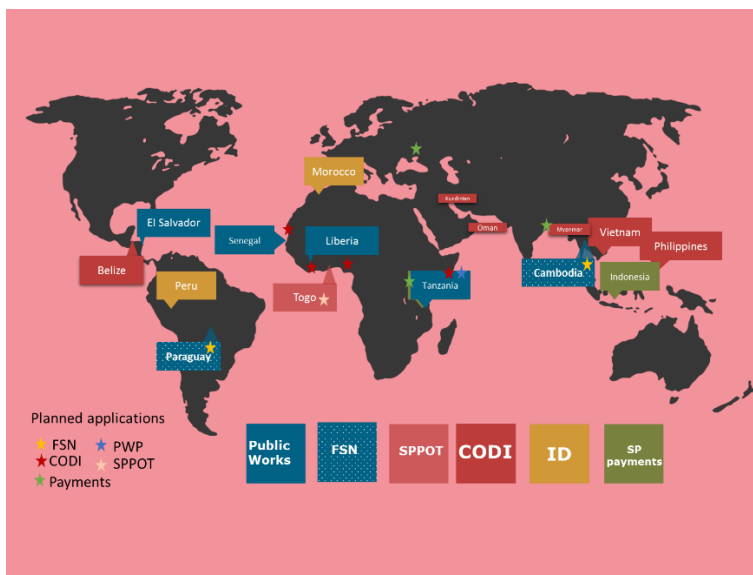 Morocco
Kurdistan
El Salvador
Senegal
Liberia
Oman
Myanmar
Vietnam
Philippines
Belize
Peru
Togo
Tanzania
Cambodia
Indonesia
Paraguay
Planned applications
FSN
PWP
CODI
SPPOT
Payments
Public
Works
FSN
SPPOT
CODI
ID
SP
payments